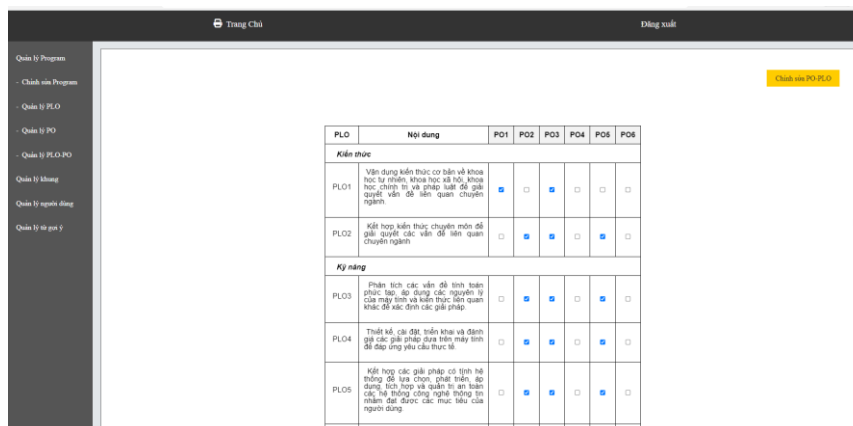 Trang Chủ
Đăng xuất
Quản lý Program
- Chỉnh sửa Program
- Quản lý PLO
- Quản lý PO
- Quản lý PLO-PO
Quản lý khung
Quản lý người dùng
Quản lý từ gợi ý
Chỉnh sửa PO-PLO
PLO Nội dung PO1 PO2 PO3 PO4 PO5 PO6
Kiến thức
Vận dụng kiến thức cơ bản về khoa
học tự nhiên, khoa học xã hội, khoa
PLO1 học chính trị và pháp luật để giải
quyết vấn đề liên quan chuyên
ngành.
Kết hợp kiến thức chuyên môn để
PLO2 giải quyết các vấn đề liên quan
chuyên ngành
Kỹ năng
Phân tích các vấn đề tính toán
PLO3 phức tạp, áp dụng các nguyên lý
của máy tính và kiến thức liên quan
khác để xác định các giải pháp.
Thiết kế, cài đặt, triển khai và đánh
PLO4 giá các giải pháp dựa trên máy tính
để đáp ứng yêu cầu thực tế.
Kết hợp các giải pháp có tính hệ
thống để lựa chọn, phát triển, áp
PLO5 dụng, tích hợp và quản trị an toàn
các hệ thống công nghệ thông tin
nhằm đạt được các mục tiêu của
người dùng.